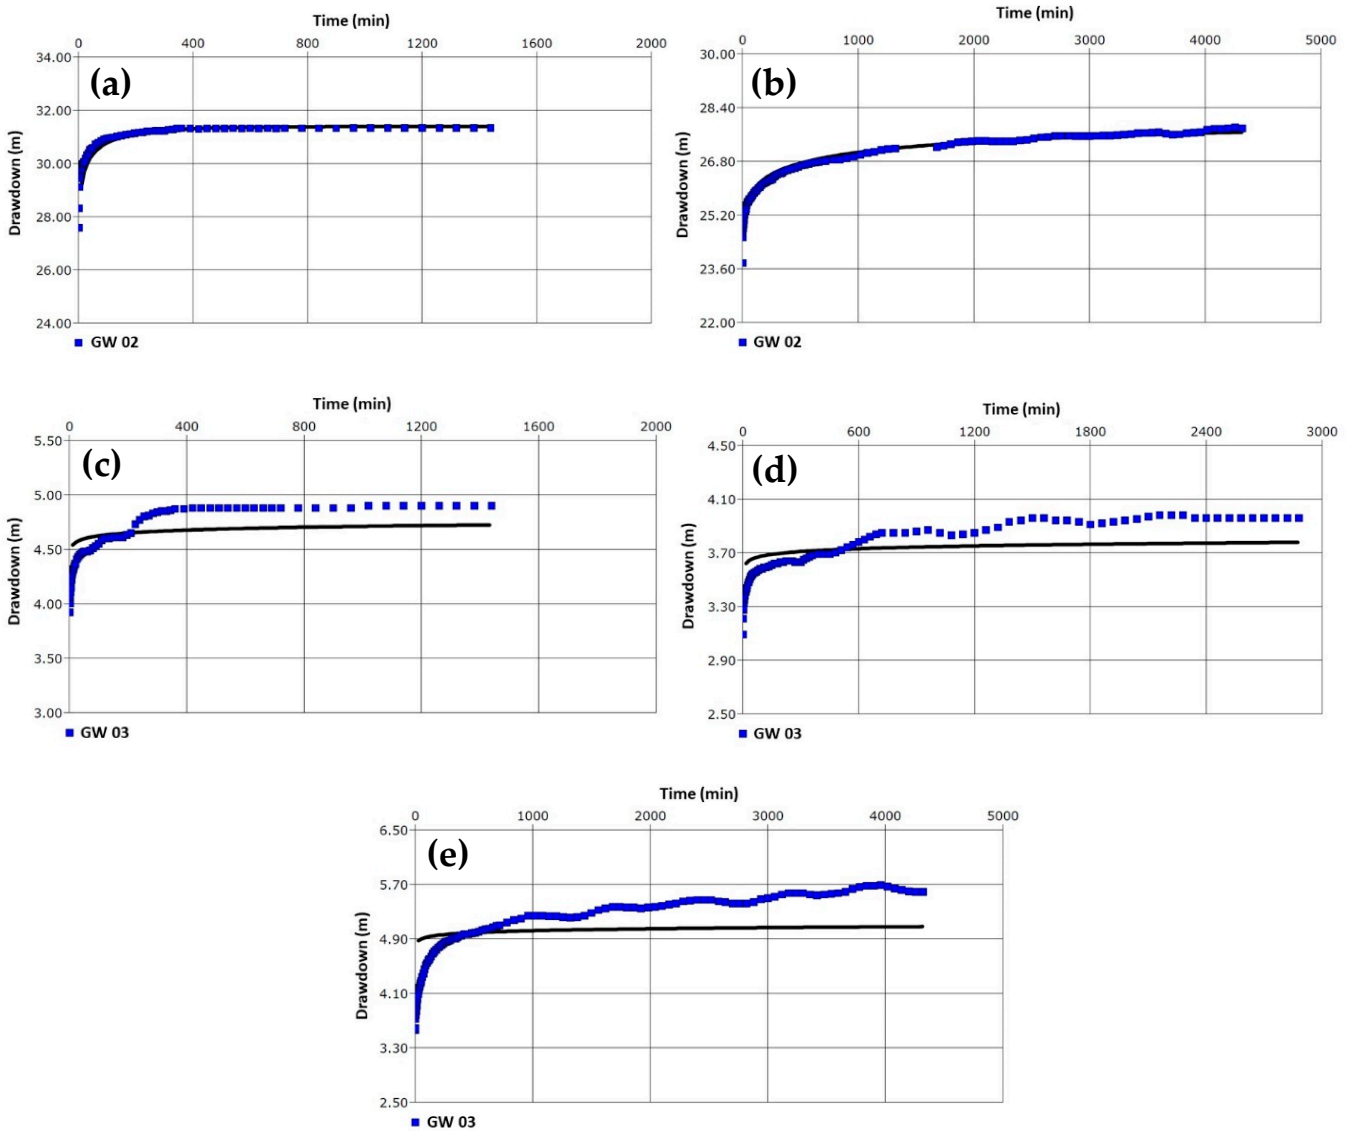 Time (min)
0 400 800 1200 1600 2000
(a)
34.00
32.00
30.00
28.00
26.00
24.00
Drawdown (m)
GW 02
Time (min)
0 1000 2000 3000 4000 5000
(b)
30.00
28.40
26.80
25.20
23.60
22.00
Drawdown (m)
GW 02
Time (min)
0 400 800 1200 1600 2000
(c)
5.50
5.00
4.50
4.00
3.50
3.00
Drawdown (m)
GW 03
Time (min)
0 600 1200 1800 2400 3000
(d)
4.50
4.10
3.70
3.30
2.90
2.50
Drawdown (m)
GW 03
Time (min)
0 1000 2000 3000 4000 5000
(e)
6.50
5.70
4.90
4.10
3.30
2.50
Drawdown (m)
GW 03